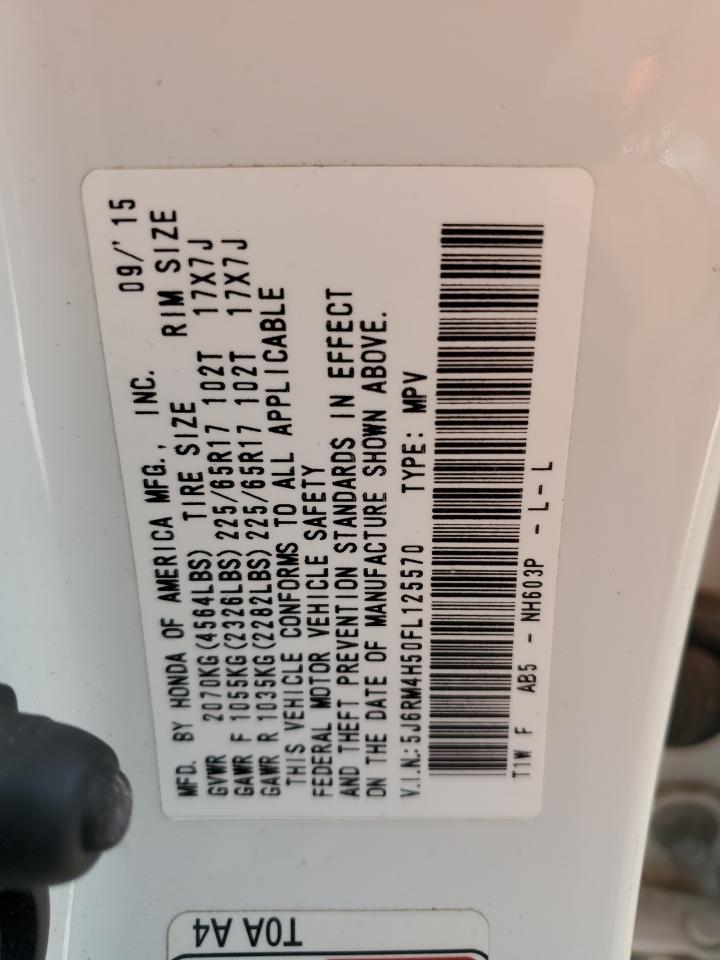 MFD. BY HONDA OF AMERICA MFG., INC. 09/'15
GVWR 2070KG(4564LBS) TIRE SIZE RIM SIZE
GAWR F 1055KG(2326LBS) 225/65R17 102T 17X7J
GAWR R 1035KG(2282LBS) 225/65R17 102T 17X7J
THIS VEHICLE CONFORMS TO ALL APPLICABLE
FEDERAL MOTOR VEHICLE SAFETY
AND THEFT PREVENTION STANDARDS IN EFFECT
ON THE DATE OF MANUFACTURE SHOWN ABOVE.
V.I.N.: 5J6RM4H50FL125570 TYPE: MPV
T1W F AB5 - NH603P - L - L
T0A A4